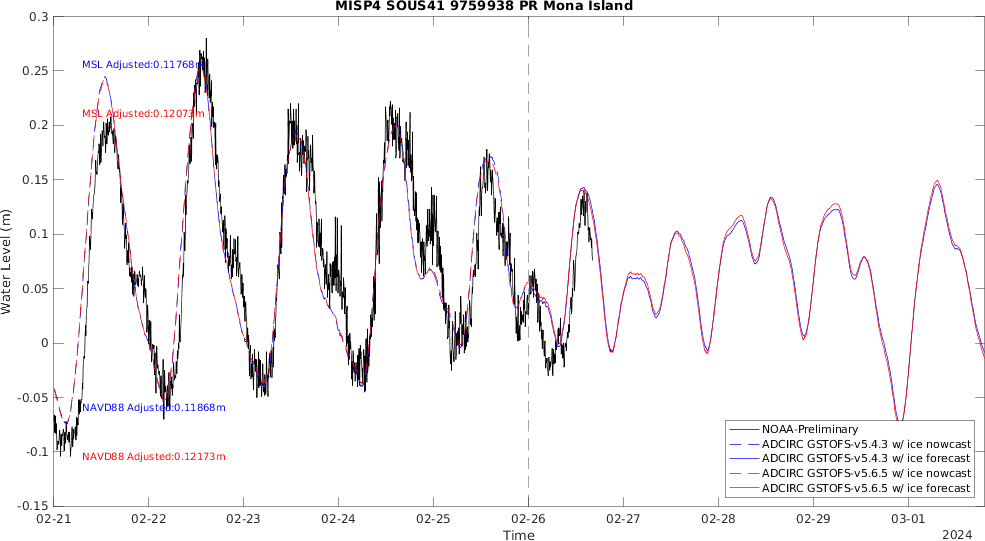 MISP4 SOUS41 9759938 PR Mona Island
0.3
0.25
0.2
0.15
0.1
0.05
0
-0.05
-0.1
-0.15
Water Level (m)
MSL Adjusted:0.11768m
MSL Adjusted:0.12073m
NAVD88 Adjusted:0.11868m
NAVD88 Adjusted:0.12173m
NOAA-Preliminary
ADCIRC GSTOFS-v5.4.3 w/ ice nowcast
ADCIRC GSTOFS-v5.4.3 w/ ice forecast
ADCIRC GSTOFS-v5.6.5 w/ ice nowcast
ADCIRC GSTOFS-v5.6.5 w/ ice forecast
02-21 02-22 02-23 02-24 02-25 02-26 02-27 02-28 02-29 03-01
Time
2024